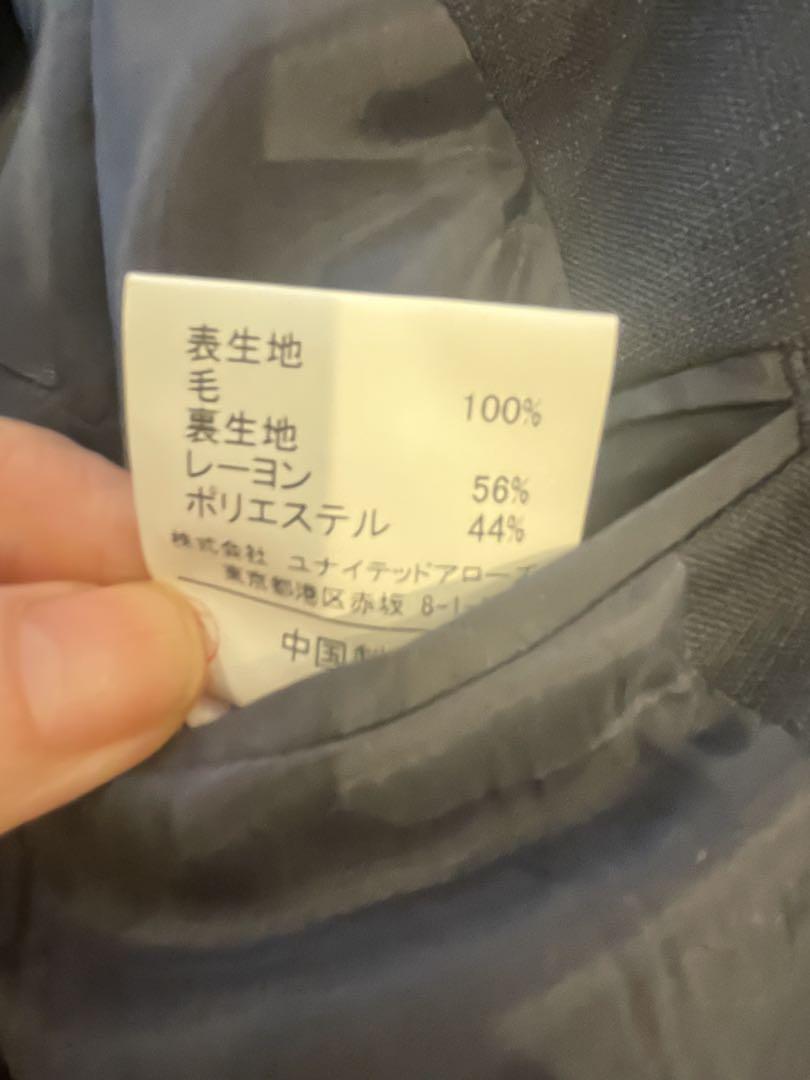 表生地
毛 100%
裏生地
レーヨン 56%
ポリエステル 44%
株式会社 ユナイテッドアローズ
東京都港区赤坂 8-1-
中国製